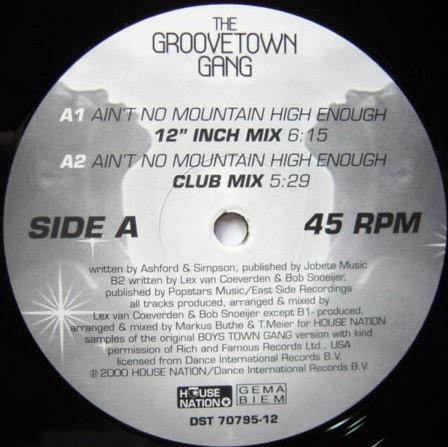 THE
GROOVETOWN
GANG
A1 AIN'T NO MOUNTAIN HIGH ENOUGH
12" INCH MIX 6:15
A2 AIN'T NO MOUNTAIN HIGH ENOUGH
CLUB MIX 5:29
SIDE A 45 RPM
written by Ashford & Simpson, published by Jobete Music
B2 written by Lex van Coeverden & Bob Snoeijer,
published by Popstars Music/East Side Recordings
all tracks produced, arranged & mixed by
Lex van Coeverden & Bob Snoeijer except B1- produced,
arranged & mixed by Markus Buthe & T.Meier for HOUSE NATION
samples of the original BOYS TOWN GANG version with kind
permission of Rich and Famous Records Ltd., USA
licensed from Dance International Records B.V.
℗ 2000 HOUSE NATION/Dance International Records B.V.
HOUSE NATION
GEMA
BIEM
DST 70795-12